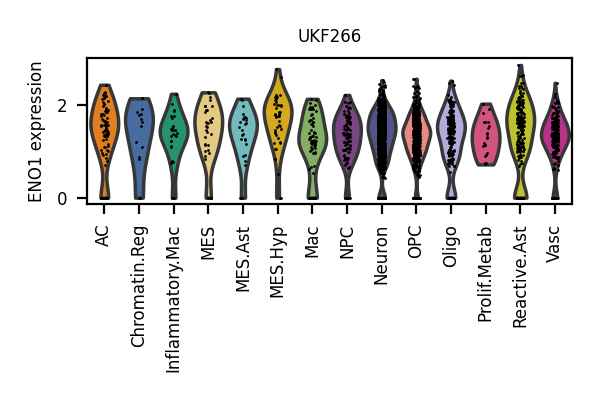 UKF266
ENO1 expression
2
0
AC
Chromatin.Reg
Inflammatory.Mac
MES
MES.Ast
MES.Hyp
Mac
NPC
Neuron
OPC
Oligo
Prolif.Metab
Reactive.Ast
Vasc